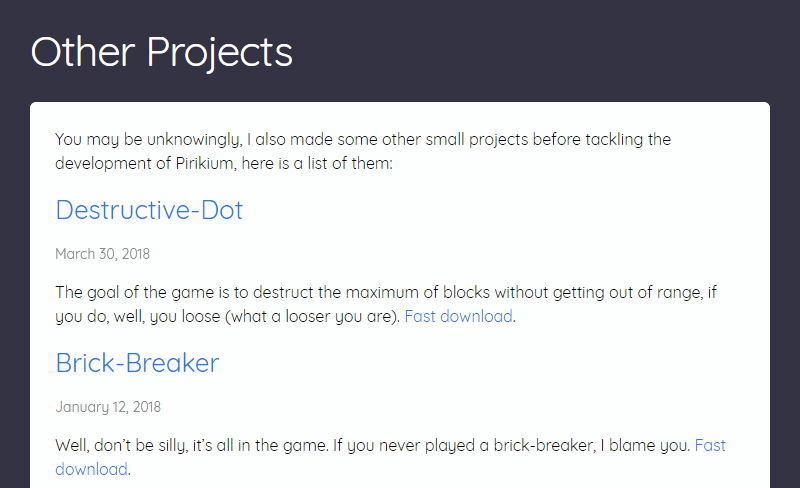 Other Projects
You may be unknowingly, I also made some other small projects before tackling the
development of Pirikium, here is a list of them:
Destructive-Dot
March 30, 2018
The goal of the game is to destruct the maximum of blocks without getting out of range, if
you do, well, you loose (what a looser you are). Fast download.
Brick-Breaker
January 12, 2018
Well, don’t be silly, it’s all in the game. If you never played a brick-breaker, I blame you. Fast
download.